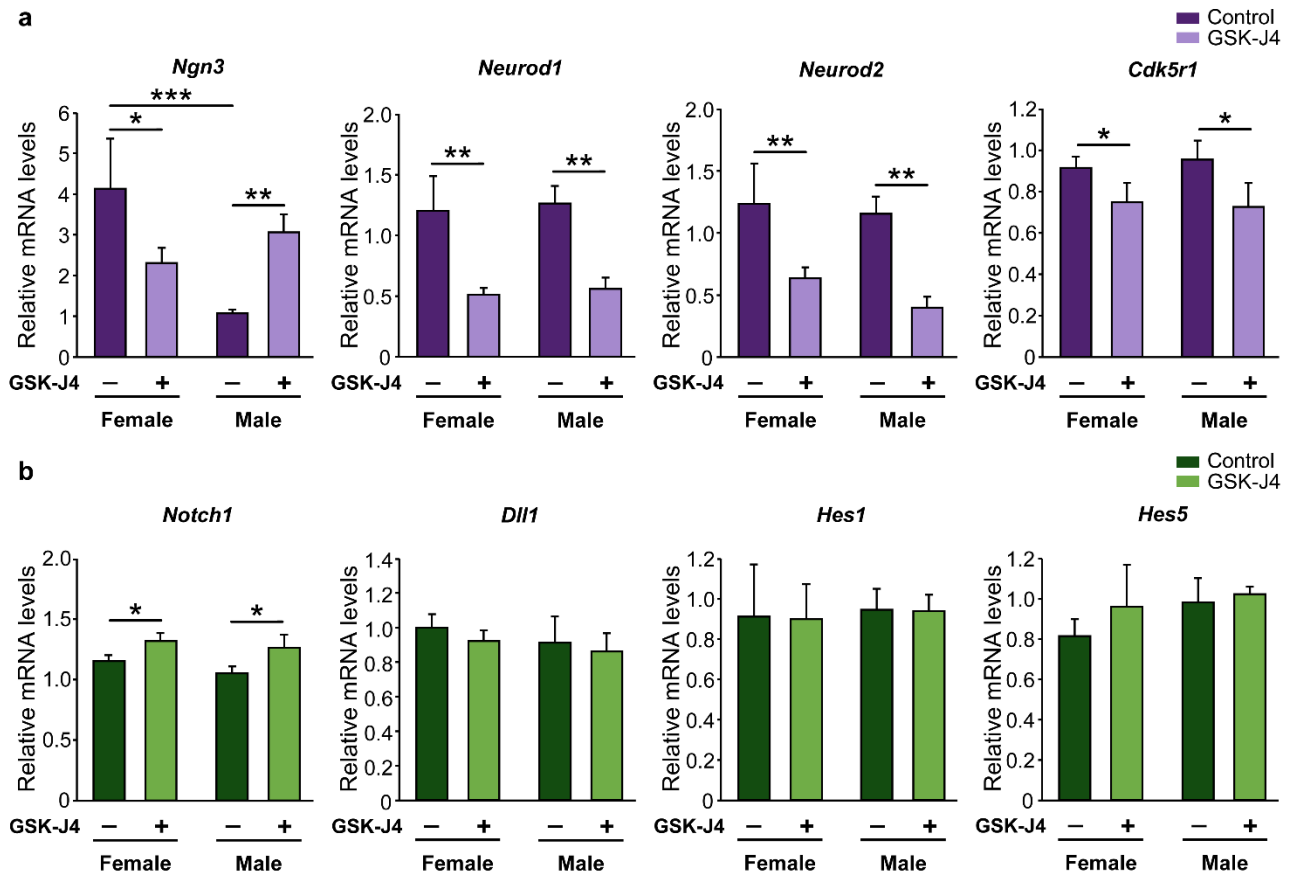 a
Control
GSK-J4
Ngn3
Neurod1
Neurod2
Cdk5r1
Relative mRNA levels
6
5
4
3
2
1
0
***
*
**
Relative mRNA levels
2.0
1.5
1.0
0.5
0
**
**
Relative mRNA levels
2.0
1.5
1.0
0.5
0
**
**
Relative mRNA levels
1.2
1.0
0.8
0.6
0.4
0.2
0
*
*
GSK-J4 – + – +
Female Male
GSK-J4 – + – +
Female Male
GSK-J4 – + – +
Female Male
GSK-J4 – + – +
Female Male
b
Control
GSK-J4
Notch1
Dll1
Hes1
Hes5
Relative mRNA levels
2.0
1.5
1.0
0.5
0
*
*
Relative mRNA levels
1.4
1.2
1.0
0.8
0.6
0.4
0.2
0
Relative mRNA levels
1.2
1.0
0.8
0.6
0.4
0.2
0
Relative mRNA levels
1.2
1.0
0.8
0.6
0.4
0.2
0
GSK-J4 – + – +
Female Male
GSK-J4 – + – +
Female Male
GSK-J4 – + – +
Female Male
GSK-J4 – + – +
Female Male